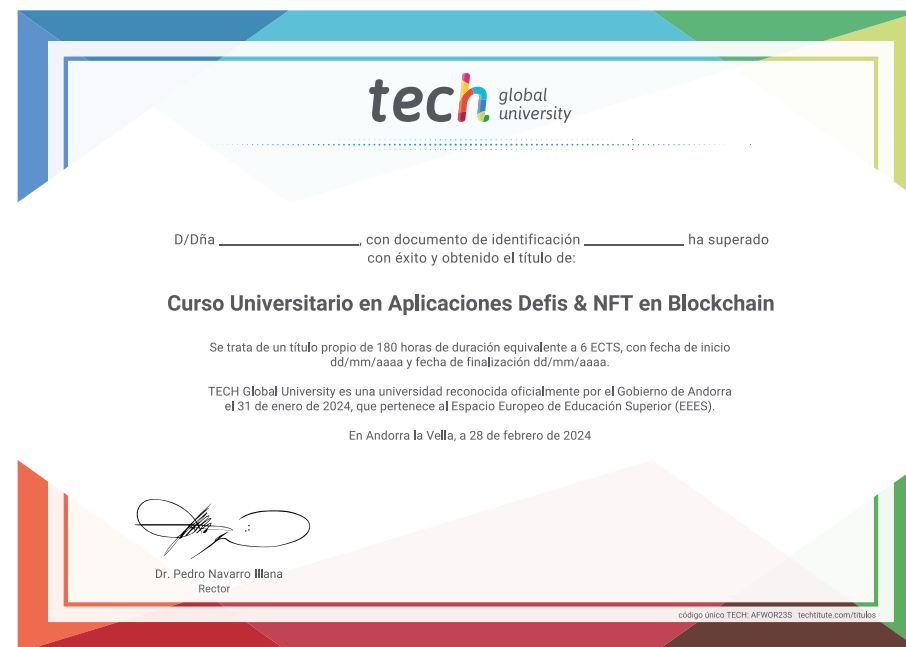 tech global
university
D/Dña ____________________, con documento de identificación ______________ ha superado
con éxito y obtenido el título de:
Curso Universitario en Aplicaciones Defis & NFT en Blockchain
Se trata de un título propio de 180 horas de duración equivalente a 6 ECTS, con fecha de inicio
dd/mm/aaaa y fecha de finalización dd/mm/aaaa.
TECH Global University es una universidad reconocida oficialmente por el Gobierno de Andorra
el 31 de enero de 2024, que pertenece al Espacio Europeo de Educación Superior (EEES).
En Andorra la Vella, a 28 de febrero de 2024
Dr. Pedro Navarro Illana
Rector
código único TECH: AFWOR23S techtitute.com/titulos